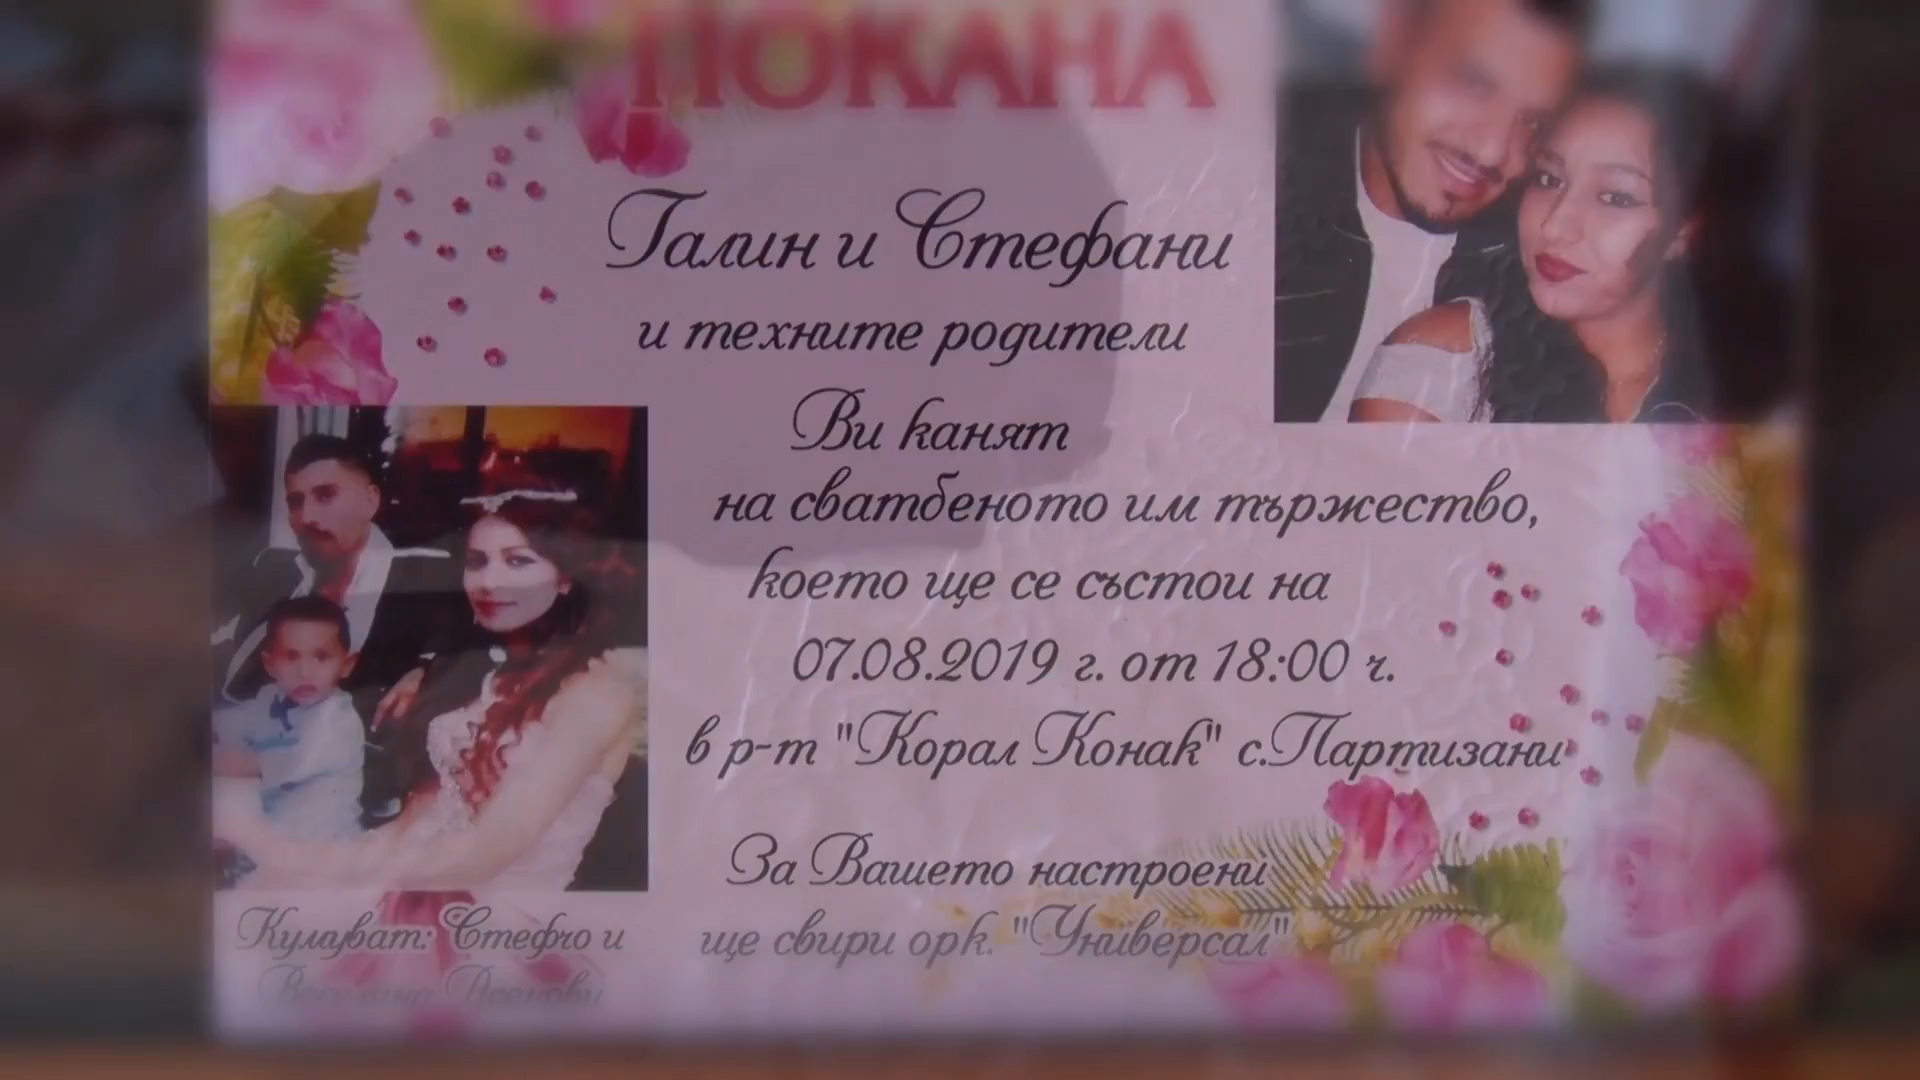 ПОКАНА
Галин и Стефани
и техните родители
Ви канят
на сватбеното им тържество,
което ще се състои на
07.08.2019 г. от 18:00 ч.
в р-т "Корал Конак" с.Партизани
За Вашето настроени
ще свири орк. "Универсал"
Кумуват: Стефчо и
Асенови